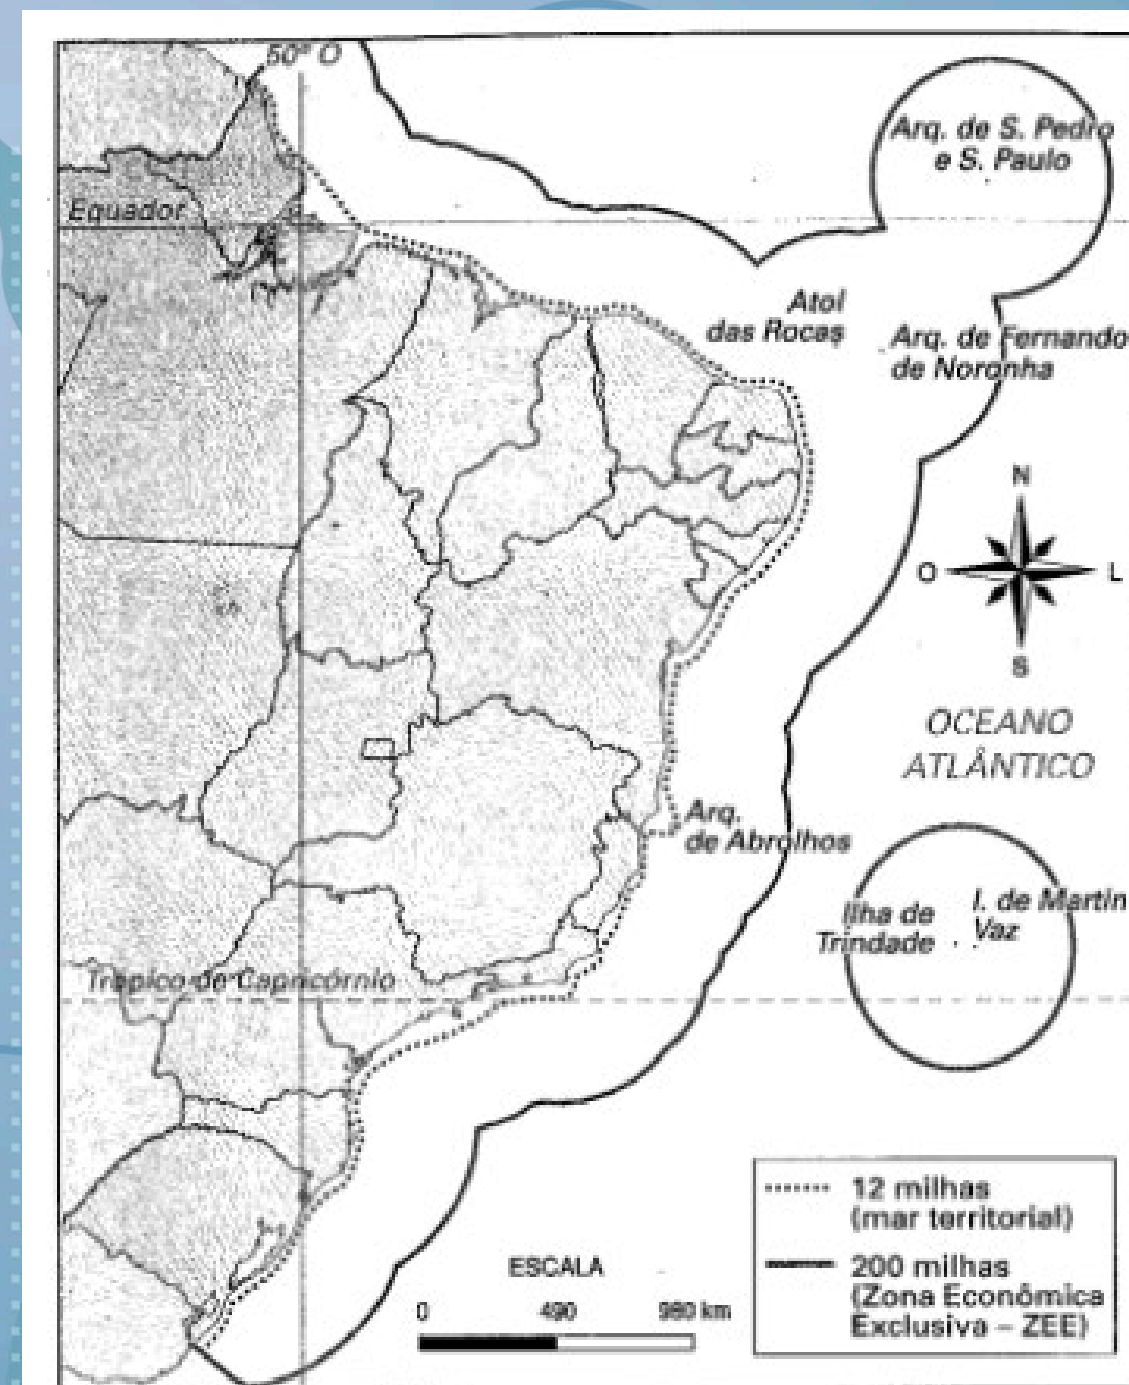 50º O
Arq. de S. Pedro
e S. Paulo
Equador
Atol
das Rocas
Arq. de Fernando
de Noronha
N
O
L
S
OCEANO
ATLÂNTICO
Arq.
de Abrolhos
Ilha de
Trindade
I. de Martin
Vaz
Trópico de Capricórnio
12 milhas
(mar territorial)
200 milhas
(Zona Econômica
Exclusiva – ZEE)
ESCALA
0 490 980 km